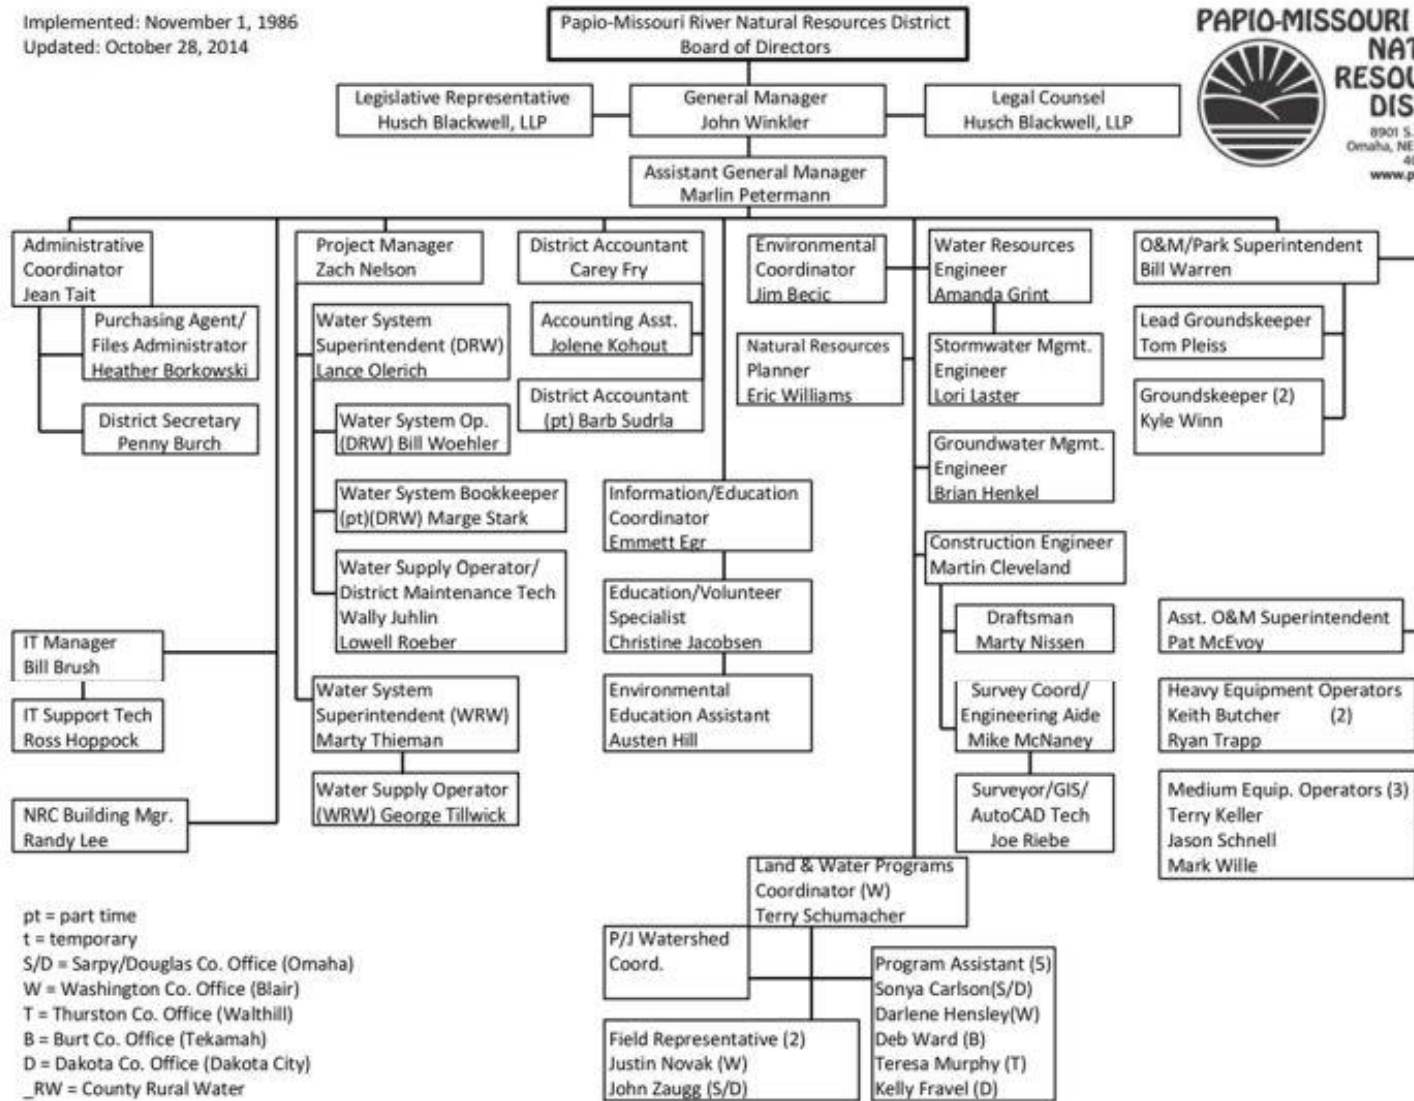 Implemented: November 1, 1986
Updated: October 28, 2014
Papio-Missouri River Natural Resources District
Board of Directors
PAPIO-MISSOURI
NAT
RESOU
DIS
8901 S.
Omaha, NE
40
www.p
Legislative Representative
Husch Blackwell, LLP
General Manager
John Winkler
Legal Counsel
Husch Blackwell, LLP
Assistant General Manager
Marlin Petermann
Administrative
Coordinator
Jean Tait
Purchasing Agent/
Files Administrator
Heather Borkowski
District Secretary
Penny Burch
IT Manager
Bill Brush
IT Support Tech
Ross Hoppock
NRC Building Mgr.
Randy Lee
Project Manager
Zach Nelson
Water System
Superintendent (DRW)
Lance Olerich
Water System Op.
(DRW) Bill Woehler
Water System Bookkeeper
(pt)(DRW) Marge Stark
Water Supply Operator/
District Maintenance Tech
Wally Juhlin
Lowell Roeber
Water System
Superintendent (WRW)
Marty Thieman
Water Supply Operator
(WRW) George Tillwick
District Accountant
Carey Fry
Accounting Asst.
Jolene Kohout
District Accountant
(pt) Barb Sudrla
Information/Education
Coordinator
Emmett Egr
Education/Volunteer
Specialist
Christine Jacobsen
Environmental
Education Assistant
Austen Hill
Environmental
Coordinator
Jim Becic
Natural Resources
Planner
Eric Williams
Water Resources
Engineer
Amanda Grint
Stormwater Mgmt.
Engineer
Lori Laster
Groundwater Mgmt.
Engineer
Brian Henkel
Construction Engineer
Martin Cleveland
Draftsman
Marty Nissen
Survey Coord/
Engineering Aide
Mike McNaney
Surveyor/GIS/
AutoCAD Tech
Joe Riebe
O&M/Park Superintendent
Bill Warren
Lead Groundskeeper
Tom Pleiss
Groundskeeper (2)
Kyle Winn
Asst. O&M Superintendent
Pat McEvoy
Heavy Equipment Operators
Keith Butcher (2)
Ryan Trapp
Medium Equip. Operators (3)
Terry Keller
Jason Schnell
Mark Wille
Land & Water Programs
Coordinator (W)
Terry Schumacher
P/J Watershed
Coord.
Field Representative (2)
Justin Novak (W)
John Zaugg (S/D)
Program Assistant (5)
Sonya Carlson(S/D)
Darlene Hensley(W)
Deb Ward (B)
Teresa Murphy (T)
Kelly Fravel (D)
pt = part time
t = temporary
S/D = Sarpy/Douglas Co. Office (Omaha)
W = Washington Co. Office (Blair)
T = Thurston Co. Office (Walthill)
B = Burt Co. Office (Tekamah)
D = Dakota Co. Office (Dakota City)
_RW = County Rural Water